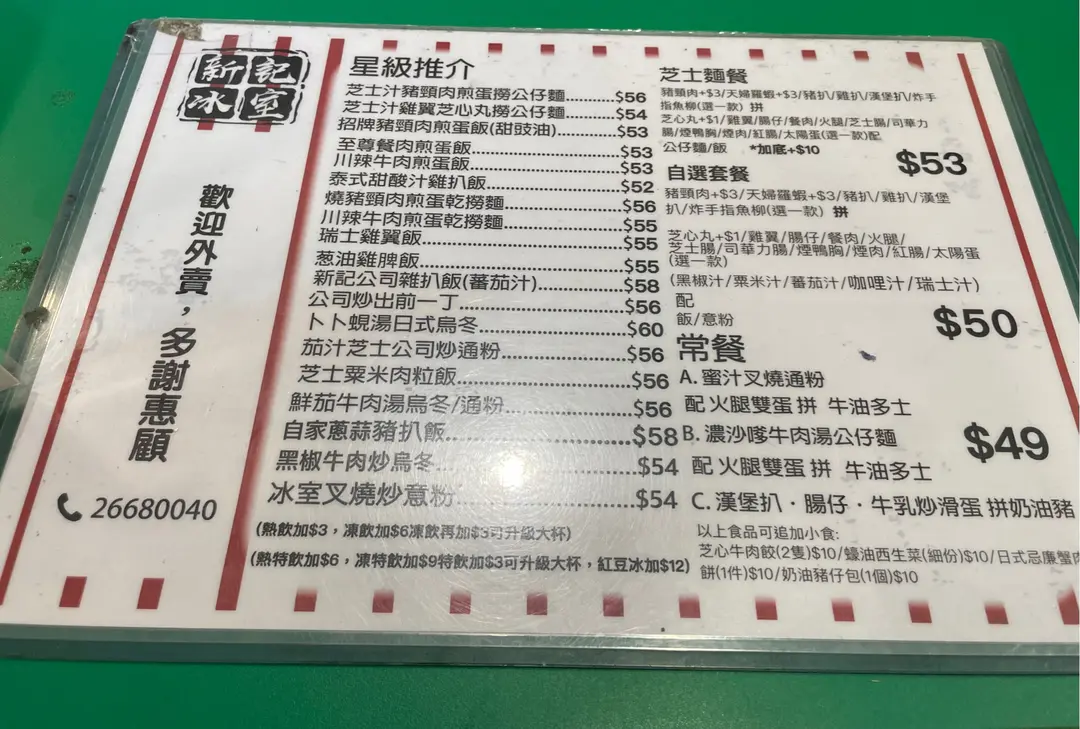 新記
冰室
歡迎外賣，多謝惠顧
26680040
星級推介
芝士汁豬頸肉煎蛋撈公仔麵..........$56
芝士汁雞翼芝心丸撈公仔麵..........$54
招牌豬頸肉煎蛋飯(甜豉油)..........$53
至尊餐肉煎蛋飯..........$53
川辣牛肉煎蛋飯..........$53
泰式甜酸汁雞扒飯..........$52
燒豬頸肉煎蛋乾撈麵..........$56
川辣牛肉煎蛋乾撈麵..........$55
瑞士雞翼飯..........$55
葱油雞脾飯..........$55
新記公司雜扒飯(蕃茄汁)..........$58
公司炒出前一丁..........$56
卜卜蜆湯日式烏冬..........$60
茄汁芝士公司炒通粉..........$56
芝士粟米肉粒飯..........$56
鮮茄牛肉湯烏冬/通粉..........$56
自家蔥蒜豬扒飯..........$58
黑椒牛肉炒烏冬..........$54
冰室叉燒炒意粉..........$54
(熱飲加$3，凍飲加$6凍飲再加$3可升級大杯)
(熱特飲加$6，凍特飲加$9特飲加$3可升級大杯，紅豆冰加$12)
芝士麵餐
豬頸肉+$3/天婦羅蝦+$3/豬扒/雞扒/漢堡扒/炸手
指魚柳(選一款) 拼
芝心丸+$1/雞翼/腸仔/餐肉/火腿/芝士腸/司華力
腸/煙鴨胸/煙肉/紅腸/太陽蛋(選一款)配
公仔麵/飯 *加底+$10
$53
自選套餐
豬頸肉+$3/天婦羅蝦+$3/豬扒/雞扒/漢堡
扒/炸手指魚柳(選一款) 拼
芝心丸+$1/雞翼/腸仔/餐肉/火腿/
芝士腸/司華力腸/煙鴨胸/煙肉/紅腸/太陽蛋
(選一款)
(黑椒汁/粟米汁/蕃茄汁/咖哩汁/瑞士汁)
配
飯/意粉
$50
常餐
A. 蜜汁叉燒通粉
配 火腿雙蛋 拼 牛油多士
B. 濃沙嗲牛肉湯公仔麵
$49
配 火腿雙蛋 拼 牛油多士
C. 漢堡扒・腸仔・牛乳炒滑蛋 拼奶油豬
以上食品可追加小食:
芝心牛肉餃(2隻)$10/蠔油西生菜(細份)$10/日式忌廉蟹肉
餅(1件)$10/奶油豬仔包(1個)$10